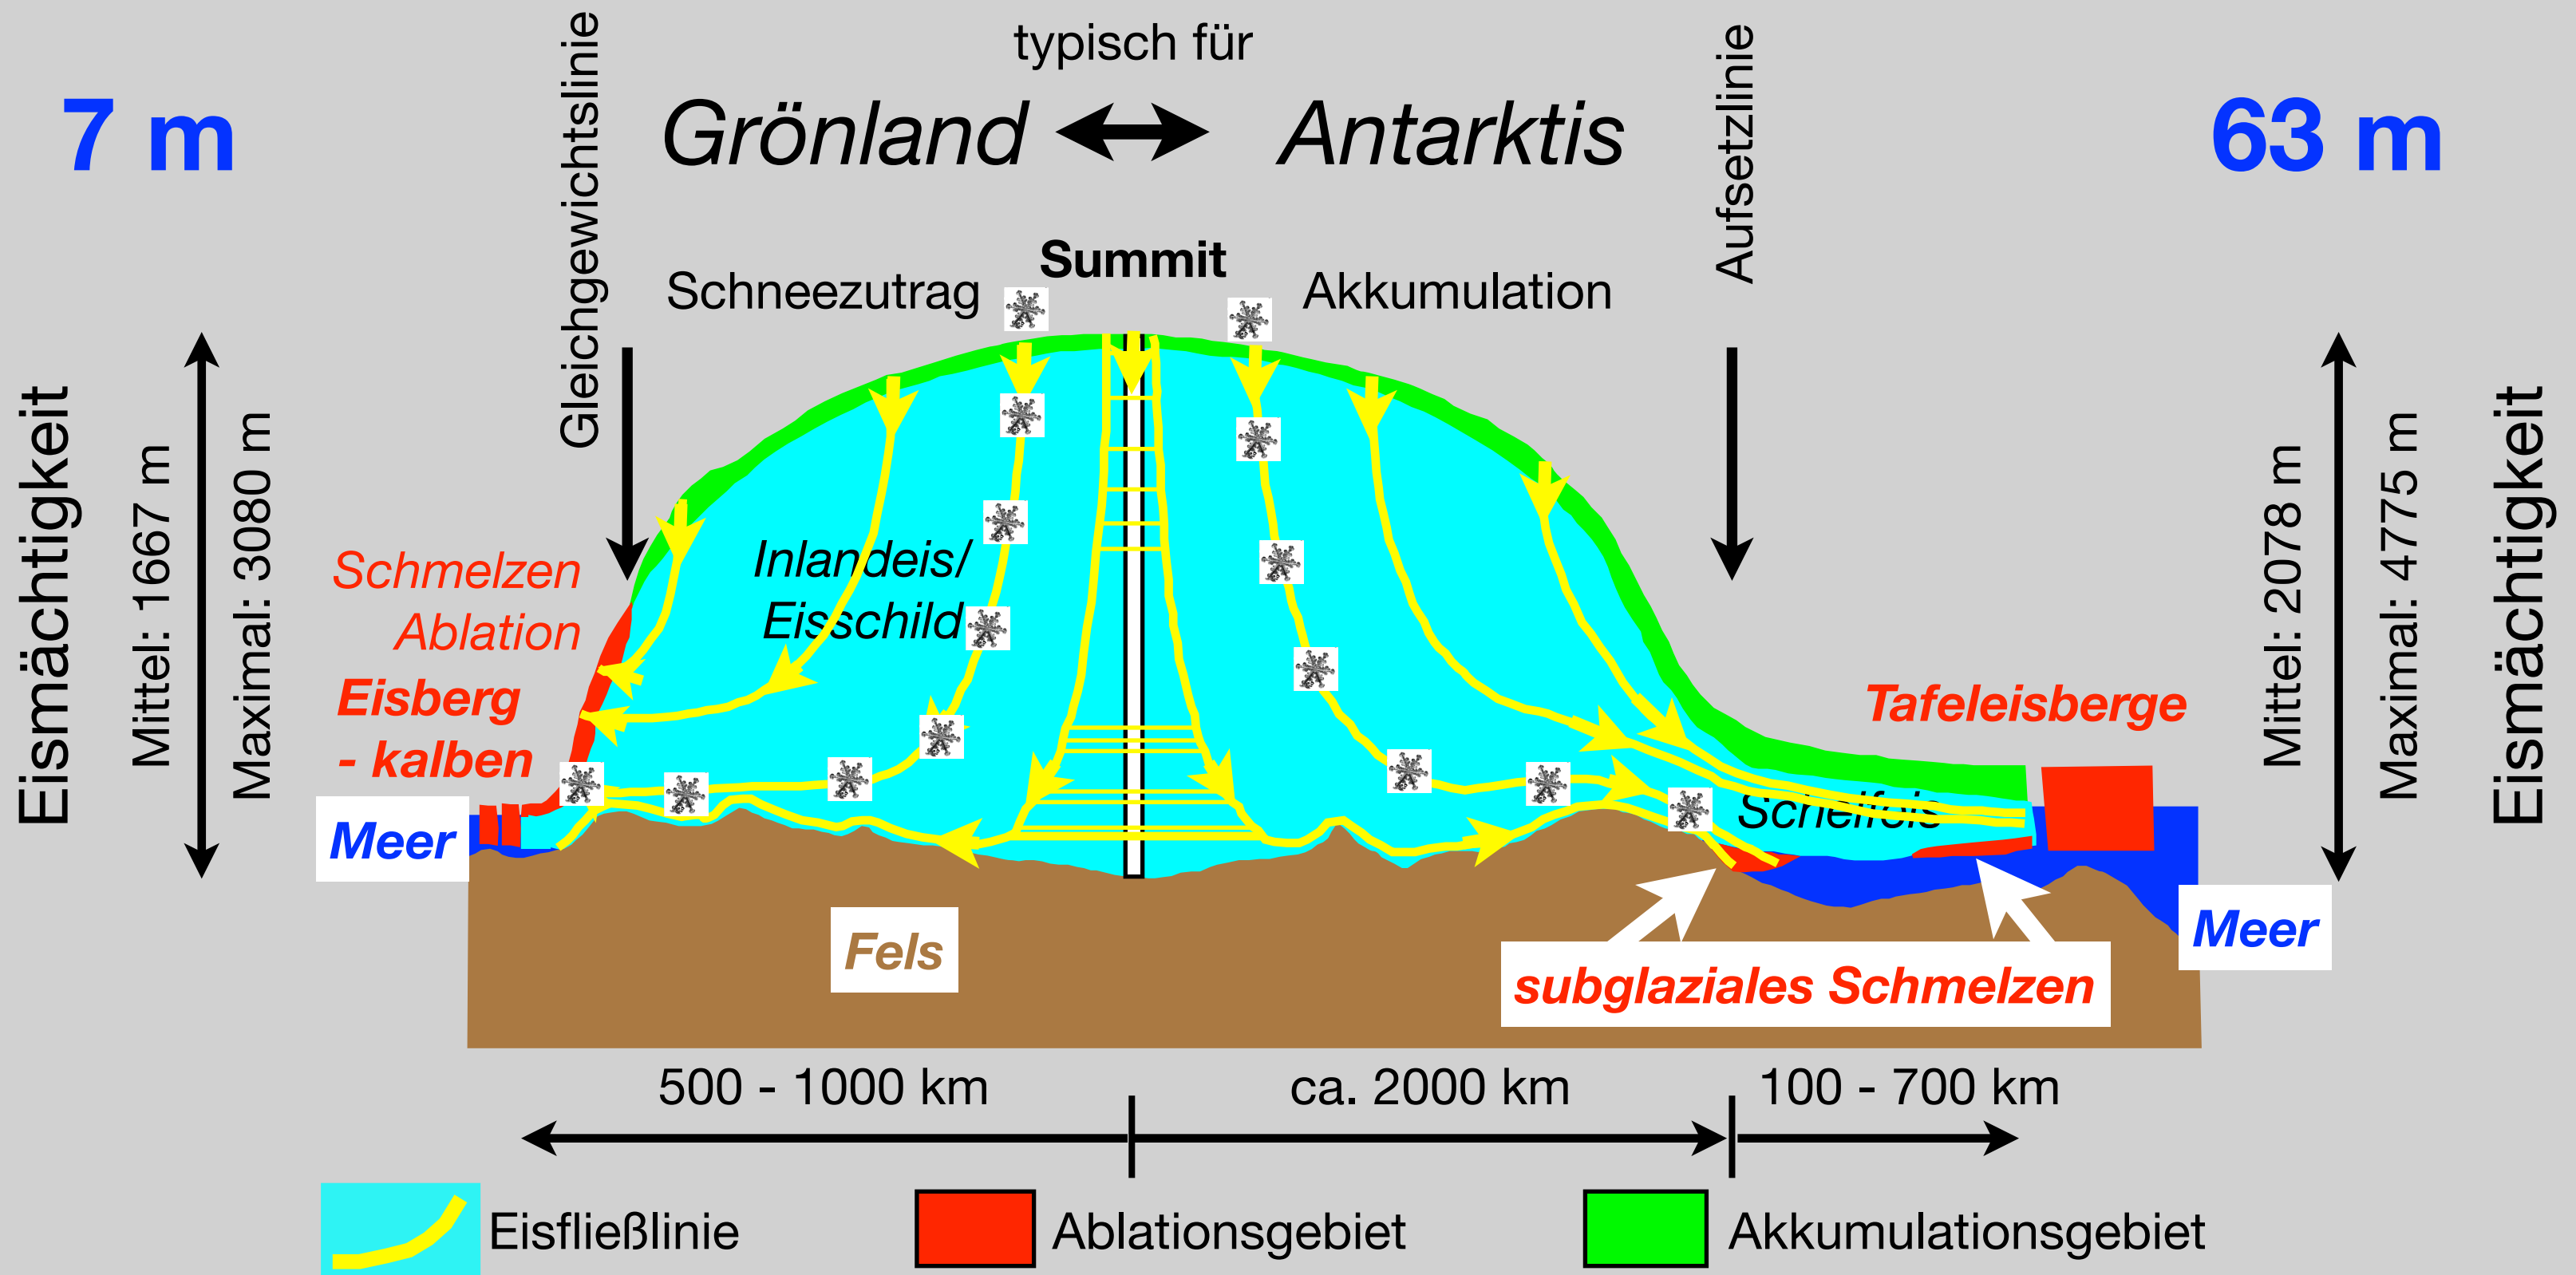 typisch für
7 m
Grönland
Antarktis
63 m
Gleichgewichtslinie
Aufsetzlinie
Summit
Schneezutrag
Akkumulation
Eismächtigkeit
Mittel: 1667 m
Maximal: 3080 m
Schmelzen
Ablation
Eisberg
- kalben
Inlandeis/
Eisschild
Tafeleisberge
Mittel: 2078 m
Maximal: 4775 m
Eismächtigkeit
Schelfeis
Meer
Fels
subglaziales Schmelzen
Meer
500 - 1000 km
ca. 2000 km
100 - 700 km
Eisfließlinie
Ablationsgebiet
Akkumulationsgebiet